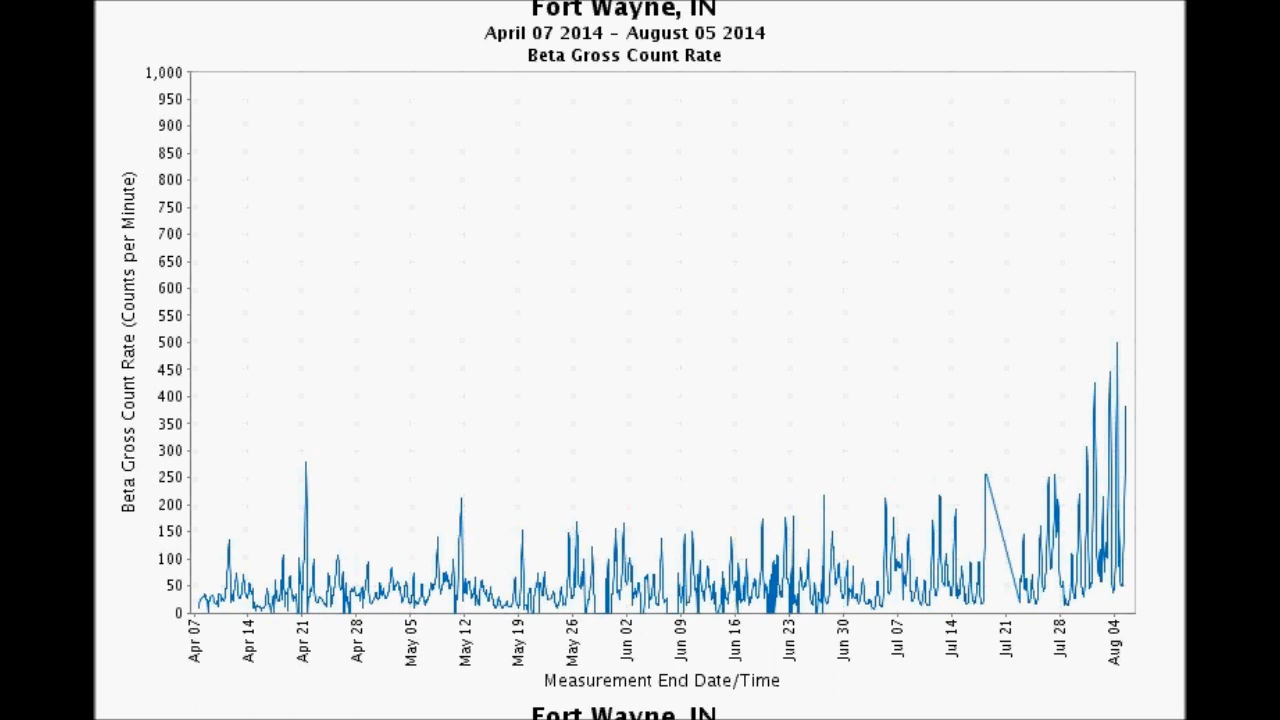 Fort Wayne, IN
April 07 2014 - August 05 2014
Beta Gross Count Rate
1,000
950
900
850
800
750
700
650
600
550
500
450
400
350
300
250
200
150
100
50
0
Beta Gross Count Rate (Counts per Minute)
Apr 07
Apr 14
Apr 21
Apr 28
May 05
May 12
May 19
May 26
Jun 02
Jun 09
Jun 16
Jun 23
Jun 30
Jul 07
Jul 14
Jul 21
Jul 28
Aug 04
Measurement End Date/Time
Fort Wayne, IN